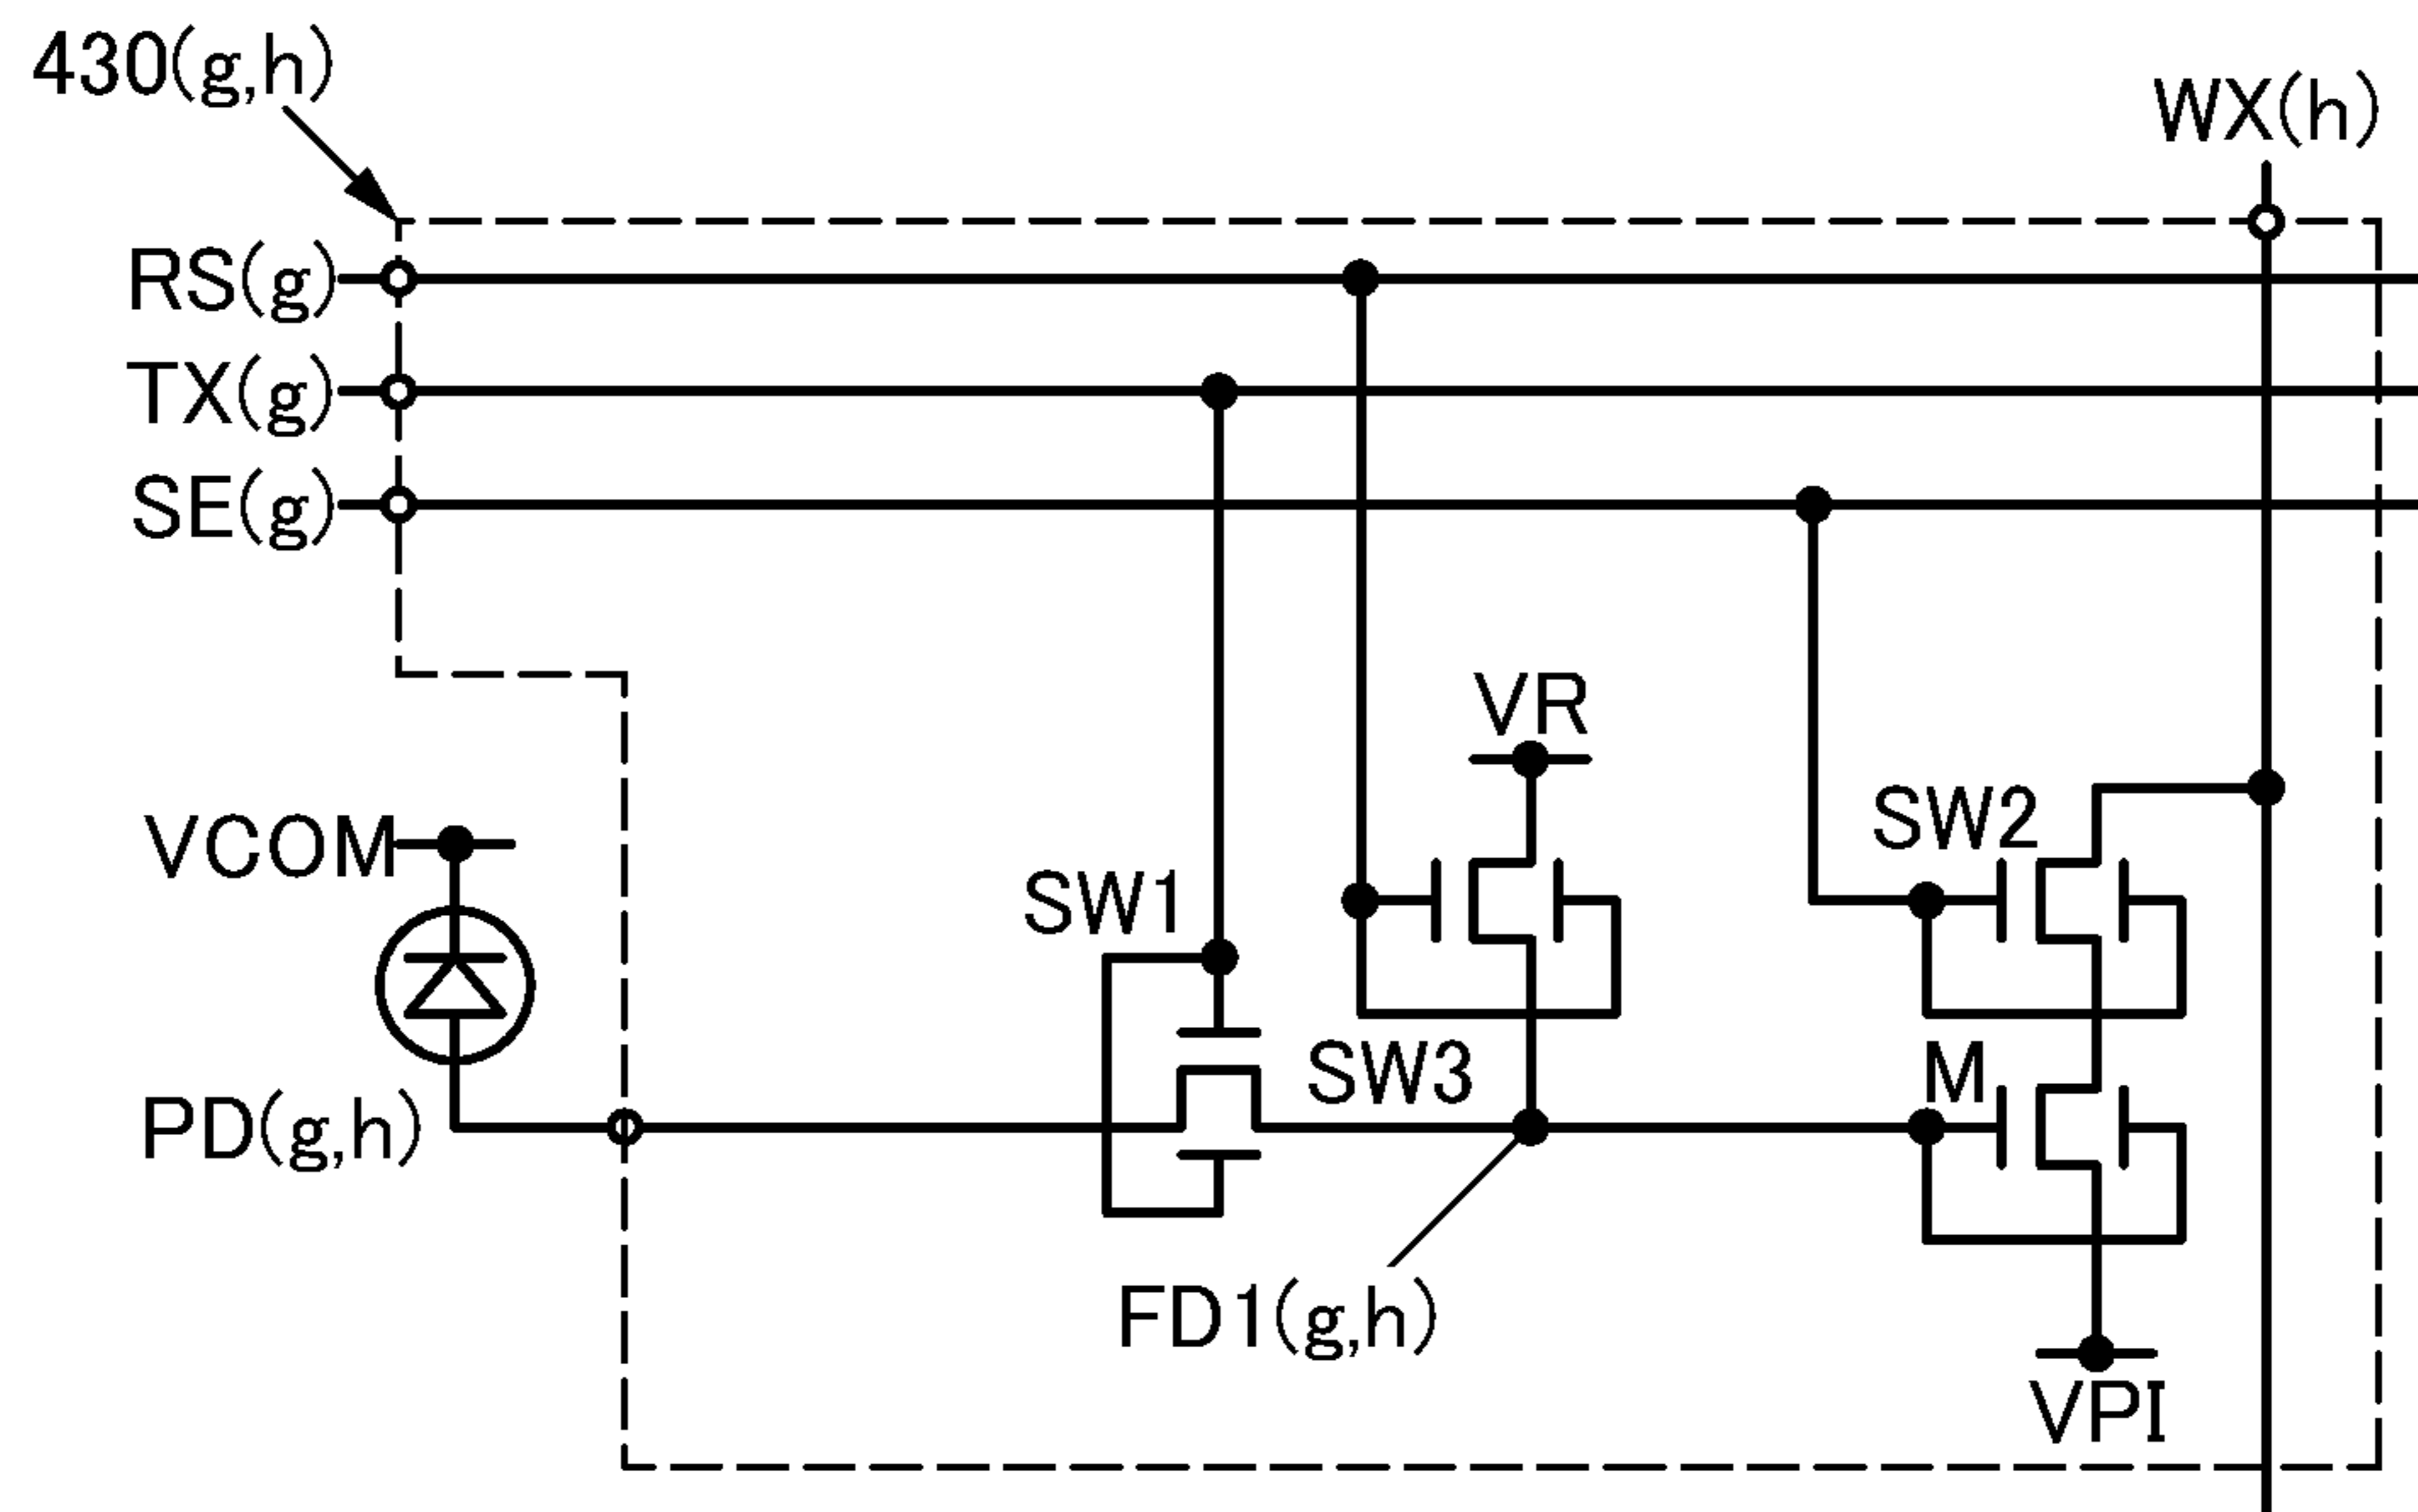 430(g,h)
WX(h)
RS(g)
TX(g)
SE(g)
VR
VCOM
SW2
SW1
SW3
M
PD(g,h)
FD1(g,h)
VPI